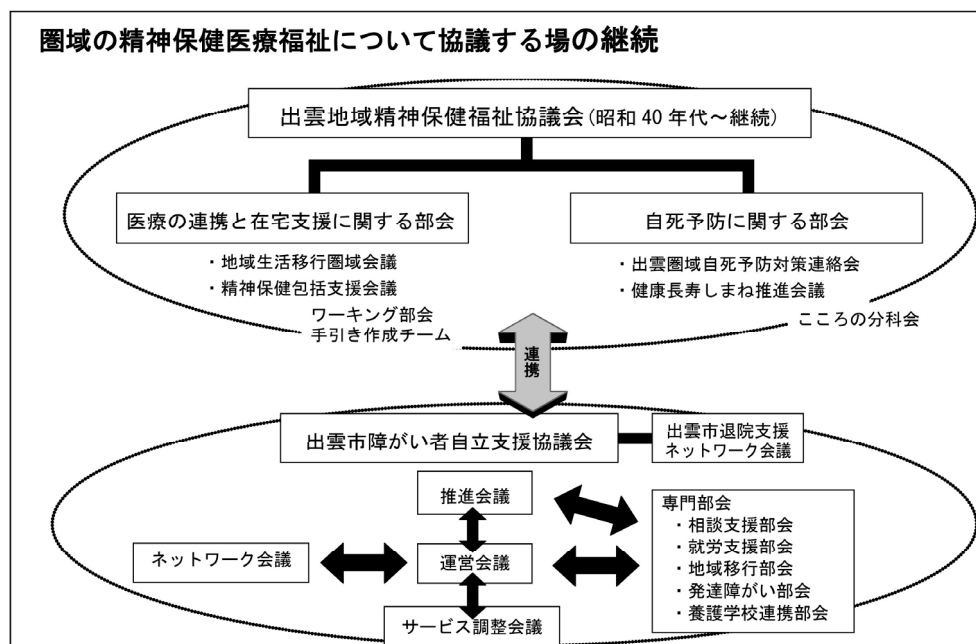 圏域の精神保健医療福祉について協議する場の継続
出雲地域精神保健福祉協議会(昭和40年代～継続)
医療の連携と在宅支援に関する部会
・地域生活移行圏域会議
・精神保健包括支援会議
ワーキング部会
手引き作成チーム
自死予防に関する部会
・出雲圏域自死予防対策連絡会
・健康長寿しまね推進会議
こころの分科会
連携
出雲市障がい者自立支援協議会
出雲市退院支援
ネットワーク会議
推進会議
ネットワーク会議
運営会議
サービス調整会議
専門部会
・相談支援部会
・就労支援部会
・地域移行部会
・発達障がい部会
・養護学校連携部会